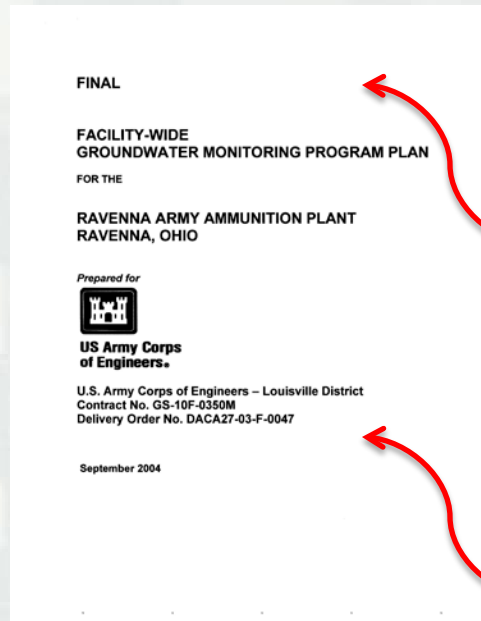 FINAL
FACILITY-WIDE
GROUNDWATER MONITORING PROGRAM PLAN
FOR THE
RAVENNA ARMY AMMUNITION PLANT
RAVENNA, OHIO
Prepared for
US Army Corps
of Engineers®
U.S. Army Corps of Engineers – Louisville District
Contract No. GS-10F-0350M
Delivery Order No. DACA27-03-F-0047
September 2004